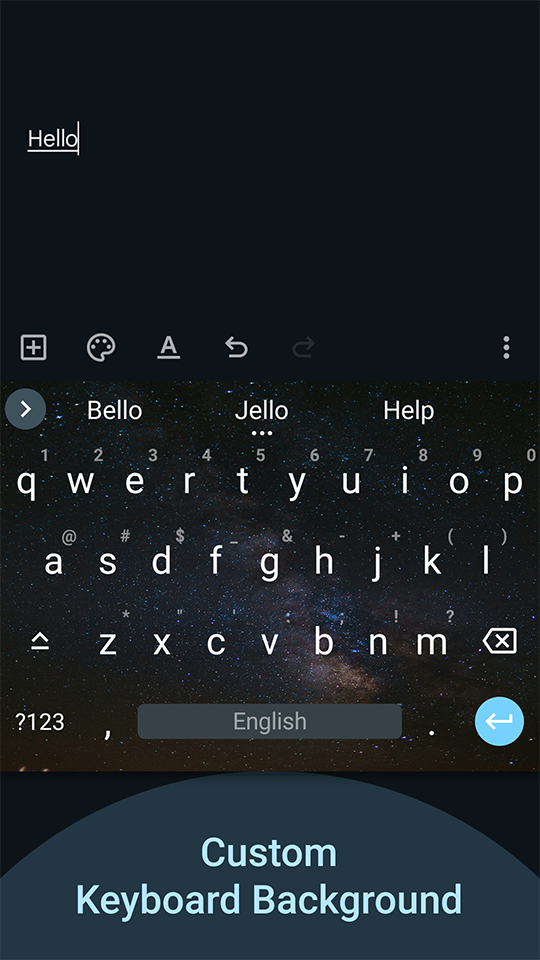 Hello
A
Bello Jello Help
1 2 3 4 5 6 7 8 9 0
q w e r t y u i o p
@ # $ _ & - + ( )
a s d f g h j k l
* " ' : ; ! ?
z x c v b n m
?123 , English .
Custom
Keyboard Background